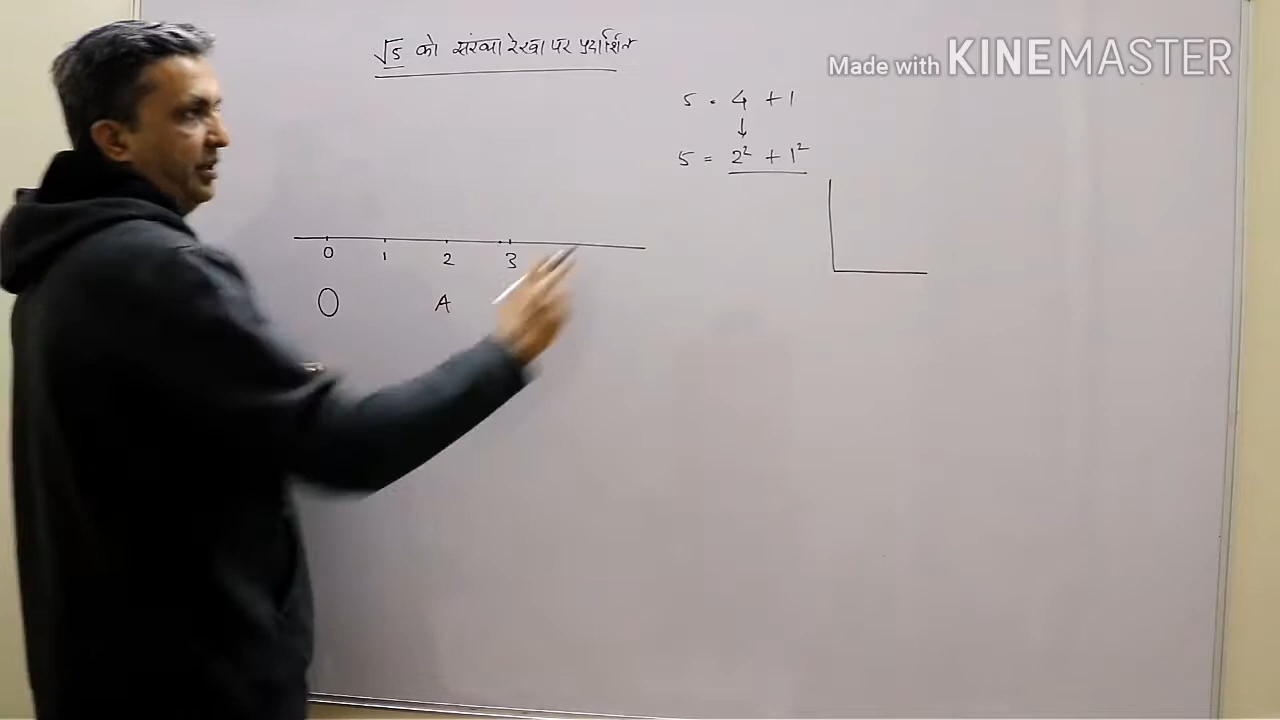 √5 को संख्या रेखा पर प्रदर्शित
Made with KINEMASTER
5 = 4 + 1
↓
5 = 2² + 1²
0 1 2 3
O A